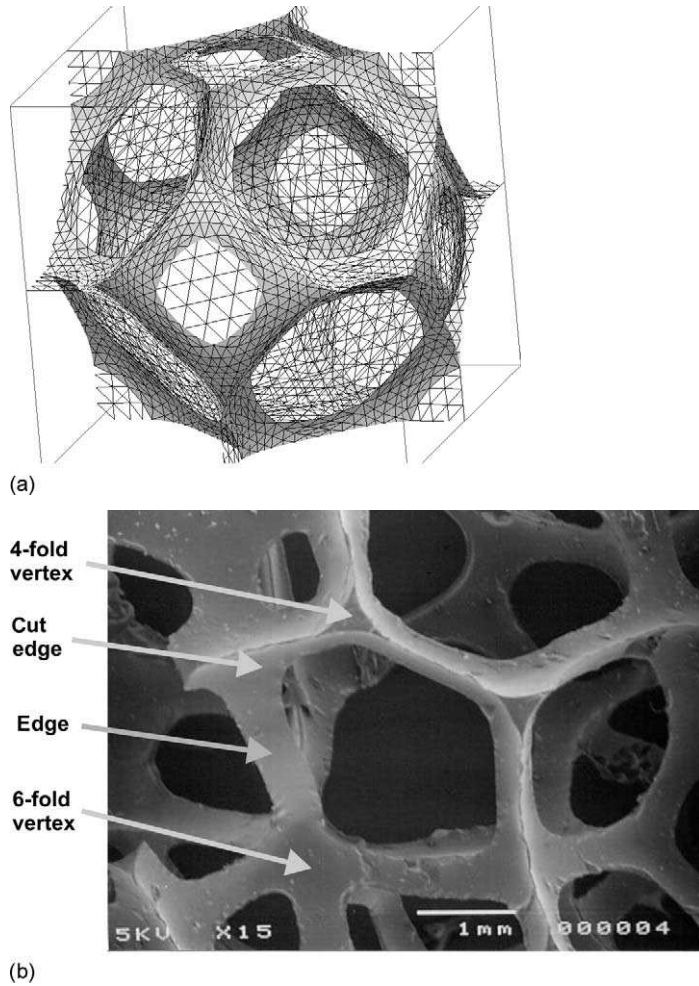 (a)
4-fold
vertex
Cut
edge
Edge
6-fold
vertex
5KV X15 1mm 000004
(b)